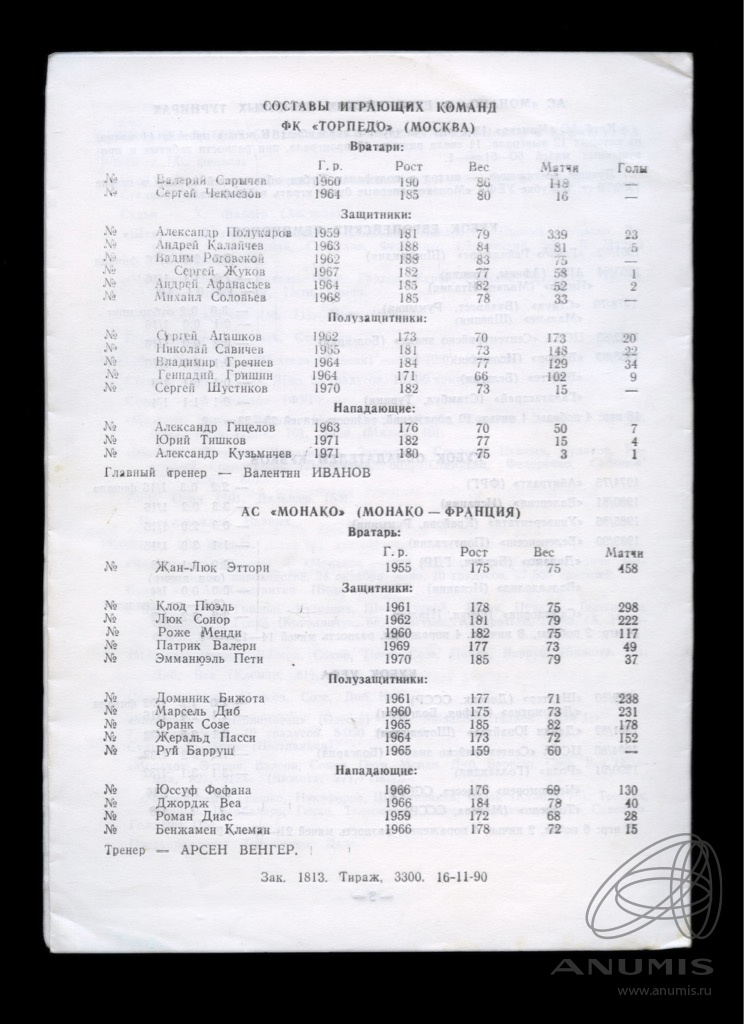 СОСТАВЫ ИГРАЮЩИХ КОМАНД
ФК «ТОРПЕДО» (МОСКВА)
Вратари:
Г. р. Рост Вес Матчи Голы
№ Валерий Сарычев 1960 190 86 148 —
№ Сергей Чекмезов 1964 185 80 16 —
Защитники:
№ Александр Полукаров 1959 181 79 339 23
№ Андрей Калайчев 1963 188 84 81 5
№ Вадим Роговской 1962 189 83 75 —
№ Сергей Жуков 1967 182 77 58 1
№ Андрей Афанасьев 1964 185 82 52 2
№ Михаил Соловьев 1968 185 78 33 —
Полузащитники:
№ Сергей Агашков 1962 173 70 173 20
№ Николай Савичев 1965 181 73 148 22
№ Владимир Гречнев 1964 184 77 129 34
№ Геннадий Гришин 1964 171 66 102 9
№ Сергей Шустиков 1970 182 73 15 —
Нападающие:
№ Александр Гицелов 1963 176 70 50 7
№ Юрий Тишков 1971 182 77 15 4
№ Александр Кузьмичев 1971 180 75 3 1
Главный тренер — Валентин ИВАНОВ
АС «МОНАКО» (МОНАКО — ФРАНЦИЯ)
Вратарь:
Г. р. Рост Вес Матчи
№ Жан-Люк Эттори 1955 175 75 458
Защитники:
№ Клод Пюэль 1961 178 75 298
№ Люк Сонор 1962 181 79 222
№ Роже Менди 1960 182 75 117
№ Патрик Валери 1969 177 73 49
№ Эммануэль Пети 1970 185 79 37
Полузащитники:
№ Доминик Бижота 1961 177 71 238
№ Марсель Диб 1960 175 73 231
№ Франк Созе 1965 185 82 178
№ Жеральд Пасси 1964 173 72 152
№ Руй Барруш 1965 159 60 —
Нападающие:
№ Юссуф Фофана 1966 176 69 130
№ Джордж Веа 1966 184 78 40
№ Роман Диас 1959 172 68 28
№ Бенжамен Клеман 1966 178 72 15
Тренер — АРСЕН ВЕНГЕР.
Зак. 1813. Тираж, 3300. 16-11-90
ANUMIS
www.anumis.ru